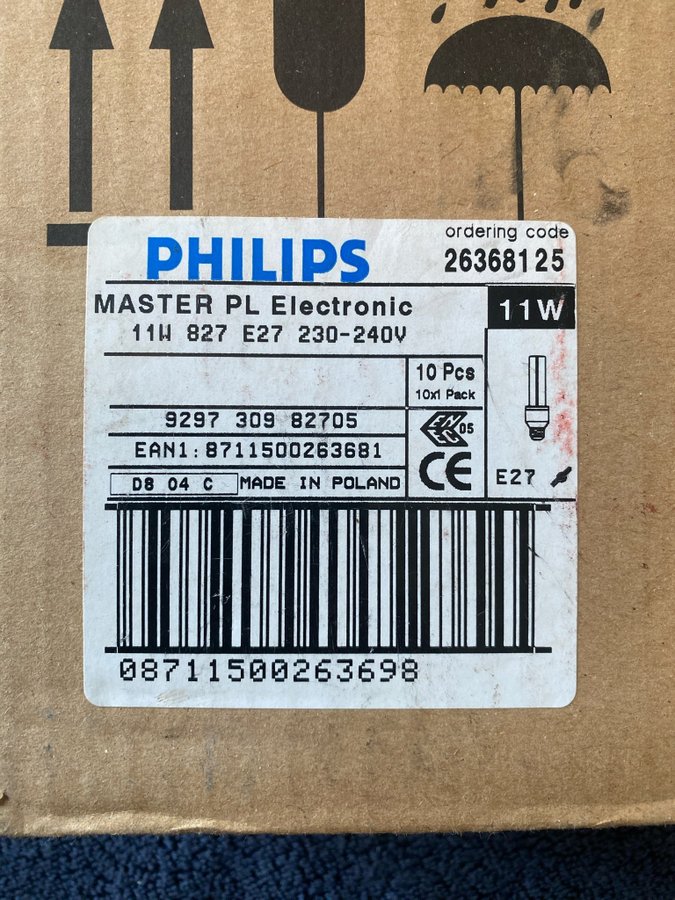 ordering code
PHILIPS
26368125
MASTER PL Electronic
11W
11W 827 E27 230-240V
10 Pcs
10x1 Pack
9297 309 82705
05
EAN1:8711500263681
CE
E27
D8 04 C
MADE IN POLAND
08711500263698